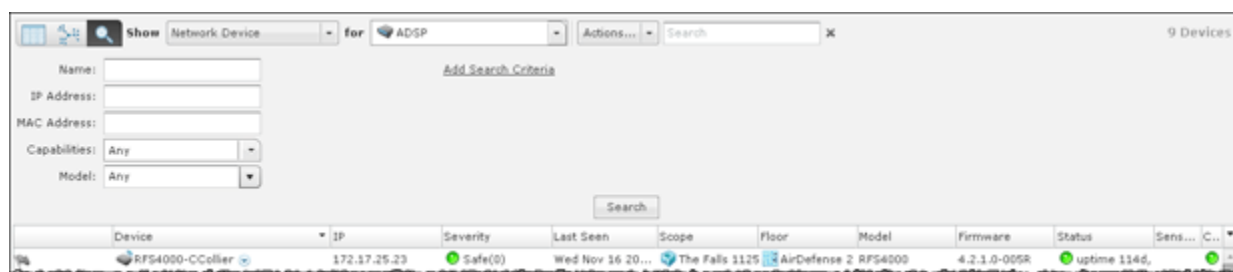 Show Network Device for ADSP Actions... Search 9 Devices
Name: Add Search Criteria
IP Address:
MAC Address:
Capabilities: Any
Model: Any
Search
Device IP Severity Last Seen Scope Floor Model Firmware Status Sens... C...
RFS4000-CCollier 172.17.25.23 Safe(0) Wed Nov 16 20... The Falls 1125 AirDefense 2 RFS4000 4.2.1.0-005R uptime 114d,